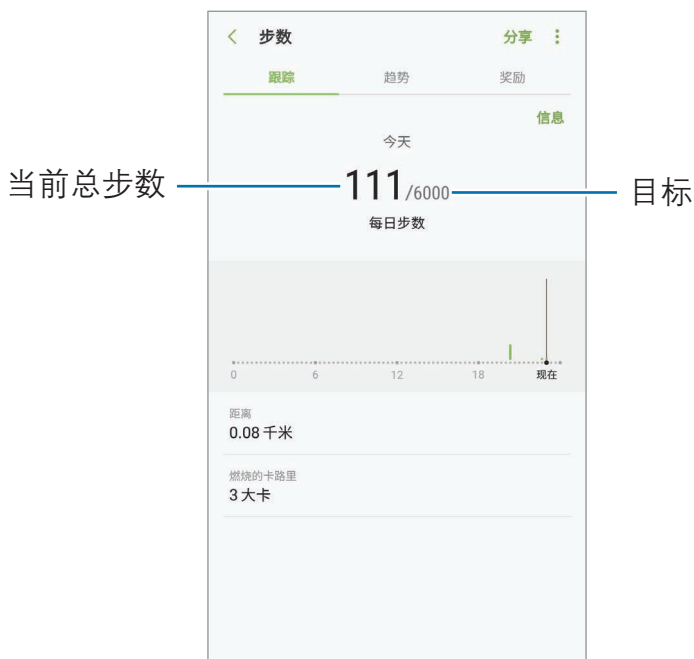 步数
分享
跟踪
趋势
奖励
信息
今天
当前总步数
111/6000
目标
每日步数
0 6 12 18 现在
距离
0.08 千米
燃烧的卡路里
3 大卡